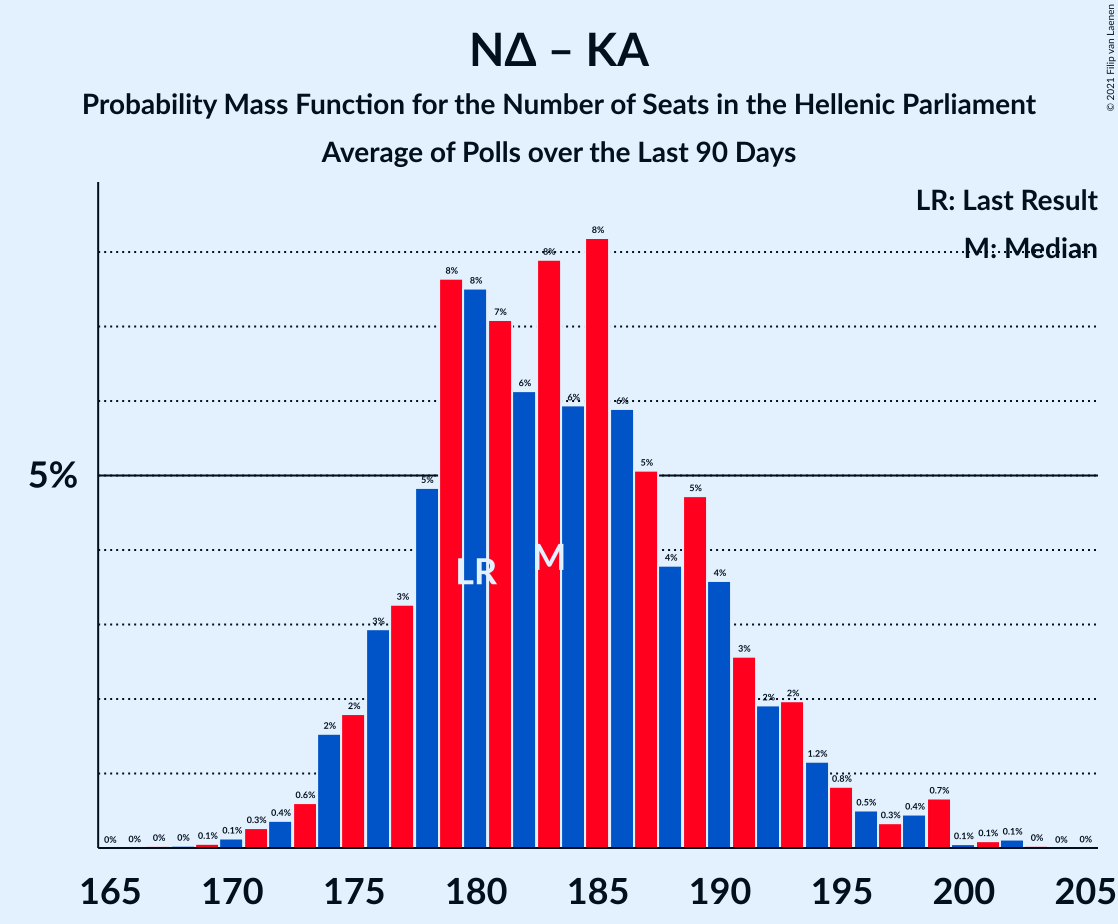 ΝΔ – ΚΑ
Probability Mass Function for the Number of Seats in the Hellenic Parliament
Average of Polls over the Last 90 Days
© 2021 Filip van Laenen
LR: Last Result
M: Median
5%
0% 0% 0% 0% 0.1% 0.1% 0.3% 0.4% 0.6% 2% 2% 3% 3% 5% 8% 8% 7% 6% 8% 6% 8% 6% 5% 4% 5% 4% 3% 2% 2% 1.2% 0.8% 0.5% 0.3% 0.4% 0.7% 0.1% 0.1% 0.1% 0% 0% 0%
LR M
165 170 175 180 185 190 195 200 205